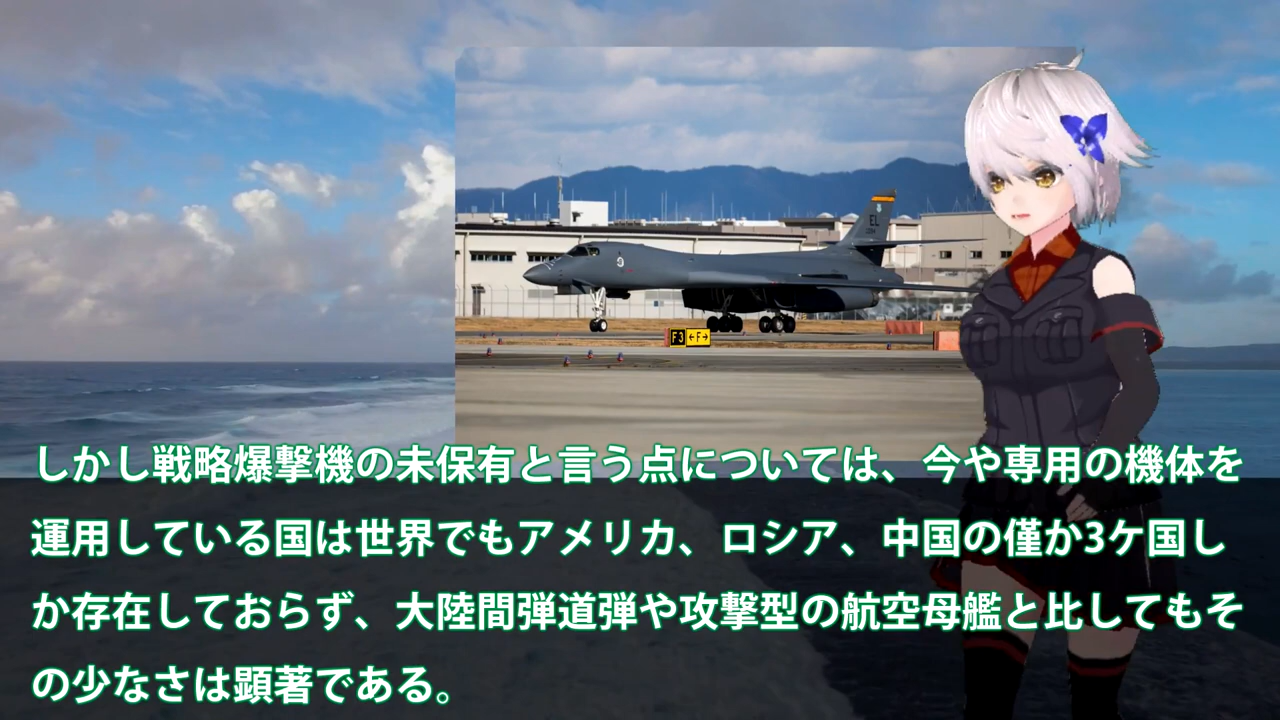 EL
F3 ←F→
しかし戦略爆撃機の未保有と言う点については、今や専用の機体を
運用している国は世界でもアメリカ、ロシア、中国の僅か3ケ国し
か存在しておらず、大陸間弾道弾や攻撃型の航空母艦と比してもそ
の少なさは顕著である。